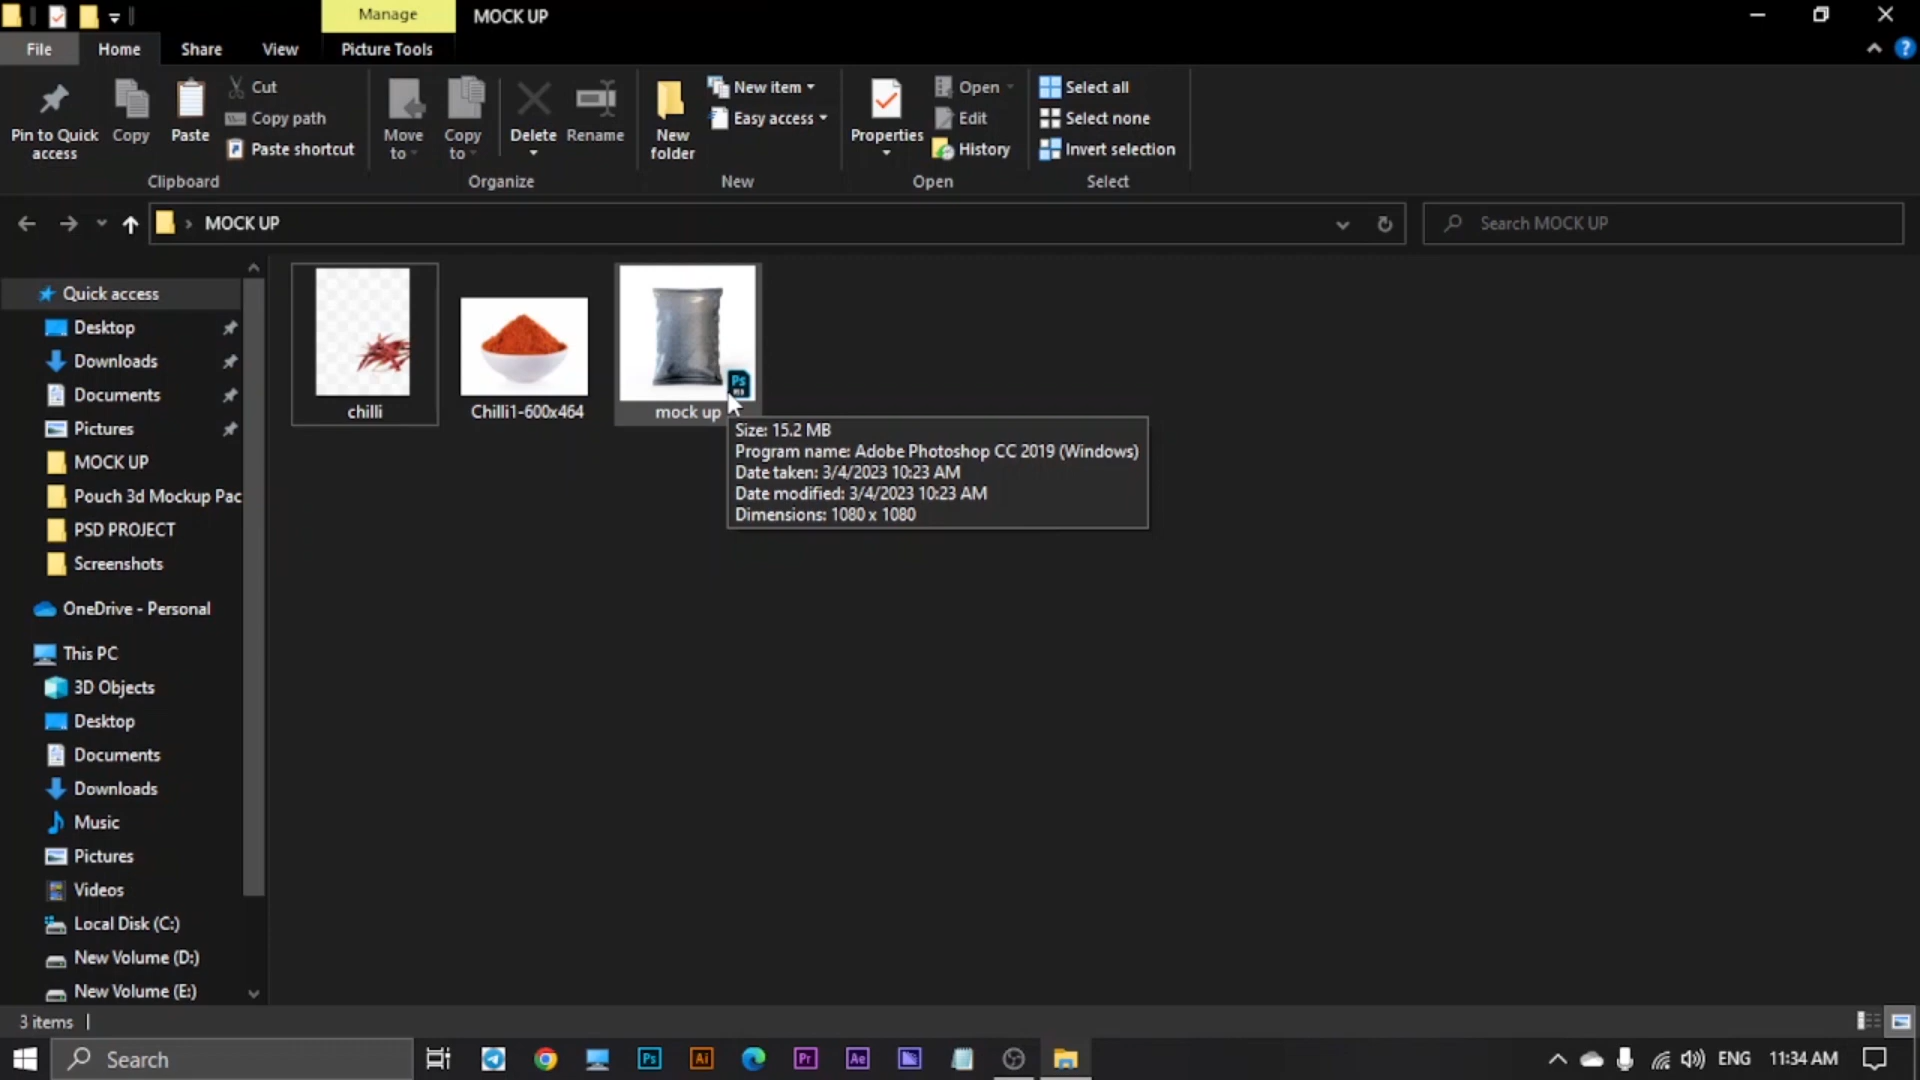 Manage
MOCK UP
File
Home
Share
View
Picture Tools
Pin to Quick access
Copy
Paste
Cut
Copy path
Paste shortcut
Move to
Copy to
Delete
Rename
New folder
New item
Easy access
Properties
Open
Edit
History
Select all
Select none
Invert selection
Clipboard
Organize
New
Open
Select
MOCK UP
Search MOCK UP
Quick access
Desktop
Downloads
Documents
Pictures
MOCK UP
Pouch 3d Mockup Pac
PSD PROJECT
Screenshots
OneDrive - Personal
This PC
3D Objects
Desktop
Documents
Downloads
Music
Pictures
Videos
Local Disk (C:)
New Volume (D:)
New Volume (E:)
chilli
Chilli1-600x464
Ps
mock up
Size: 15.2 MB
Program name: Adobe Photoshop CC 2019 (Windows)
Date taken: 3/4/2023 10:23 AM
Date modified: 3/4/2023 10:23 AM
Dimensions: 1080 x 1080
3 items
Search
Ps
Ai
Pr
Ae
ENG
11:34 AM